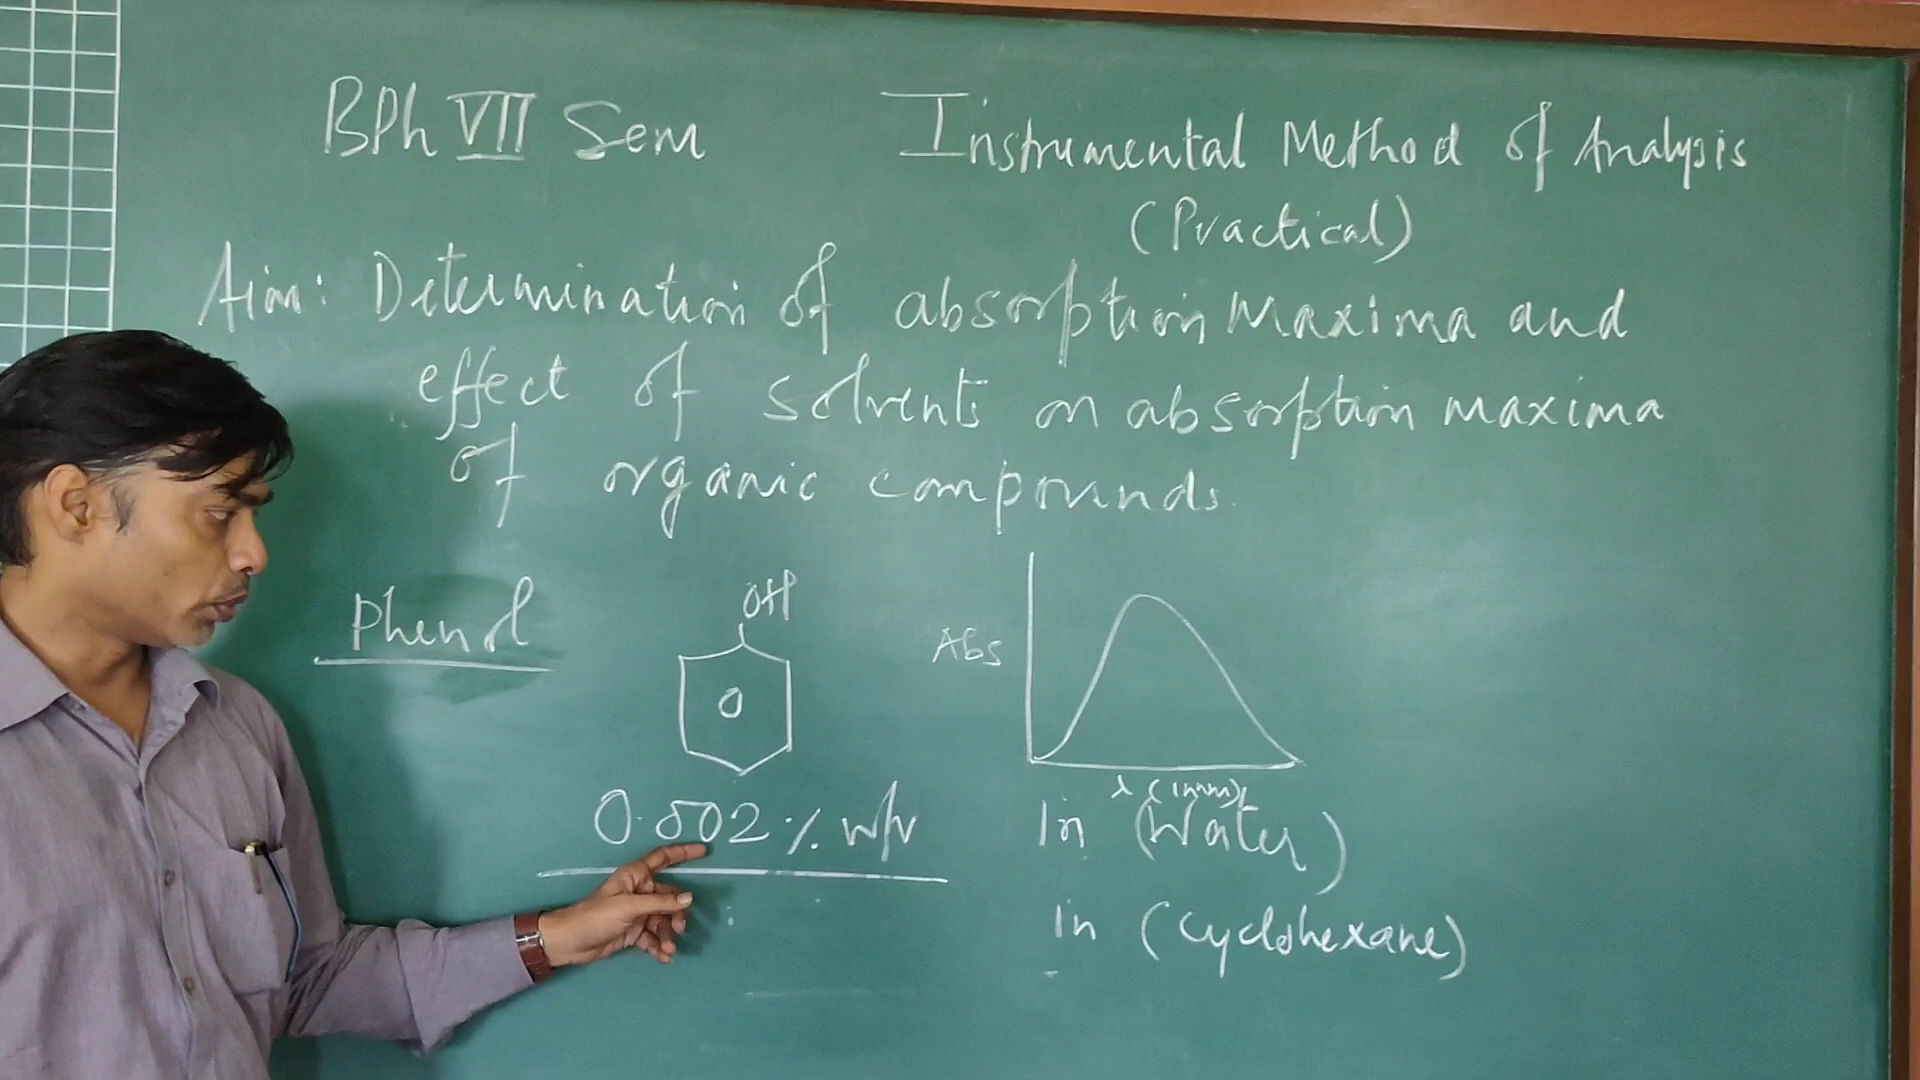 BPh VII Sem
Instrumental Method of Analysis
(Practical)
Aim: Determination of absorption Maxima and
effect of solvents on absorption maxima
of organic compounds.
Phenol
OH
Abs
λ (in nm)
0.002 % w/v
In (Water)
In (Cyclohexane)